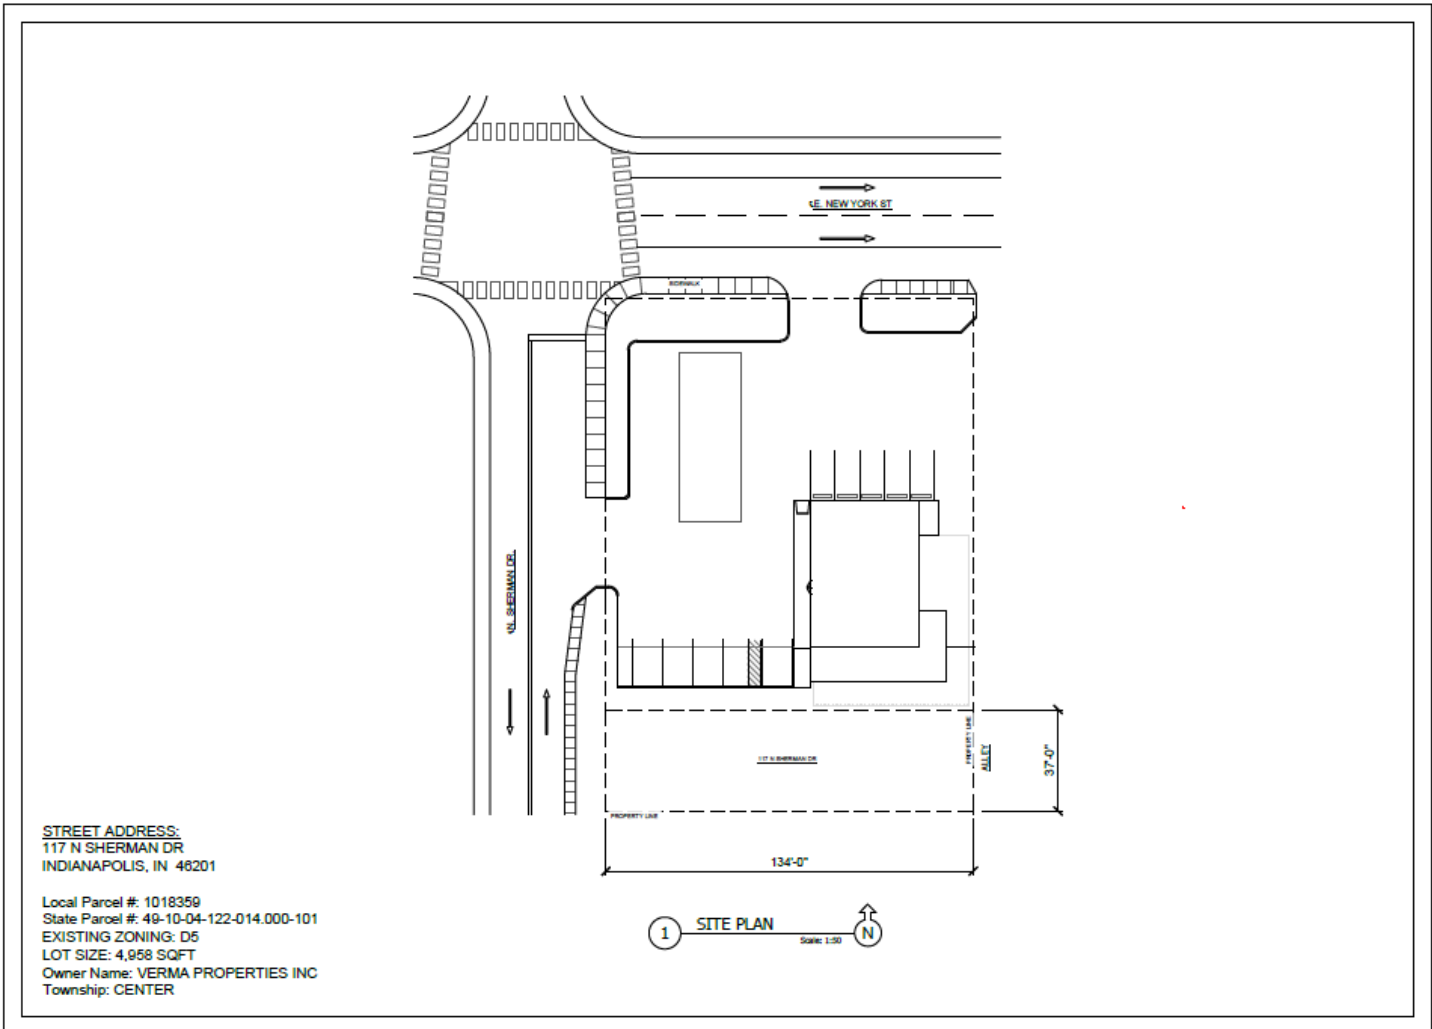 ℄E. NEW YORK ST
SIDEWALK
℄N. SHERMAN DR.
117 N SHERMAN DR
PROPERTY LINE
ALLEY
37'-0"
PROPERTY LINE
134'-0"
1
SITE PLAN
Scale: 1:50
N
STREET ADDRESS:
117 N SHERMAN DR
INDIANAPOLIS, IN 46201
Local Parcel #: 1018359
State Parcel #: 49-10-04-122-014.000-101
EXISTING ZONING: D5
LOT SIZE: 4,958 SQFT
Owner Name: VERMA PROPERTIES INC
Township: CENTER